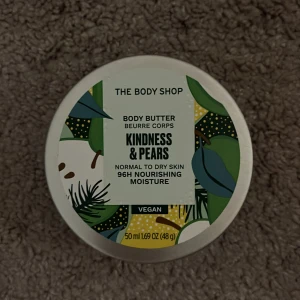 THE BODY SHOP
BODY BUTTER
BEURRE CORPS
KINDNESS
& PEARS
NORMAL TO DRY SKIN
96H NOURISHING
MOISTURE
VEGAN
50 ml 1.69 OZ (48 g)